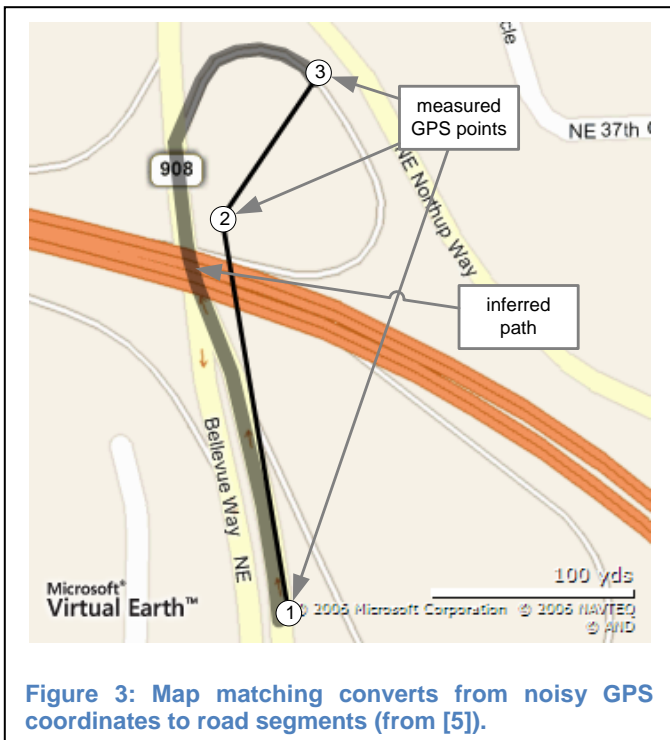 3
measured
GPS points
cle
NE 37th
908
2
NE Northup Way
inferred
path
Bellevue Way NE
100 yds
Microsoft®
Virtual Earth™
1
© 2006 Microsoft Corporation © 2006 NAVTEQ
© AND
Figure 3: Map matching converts from noisy GPS
coordinates to road segments (from [5]).